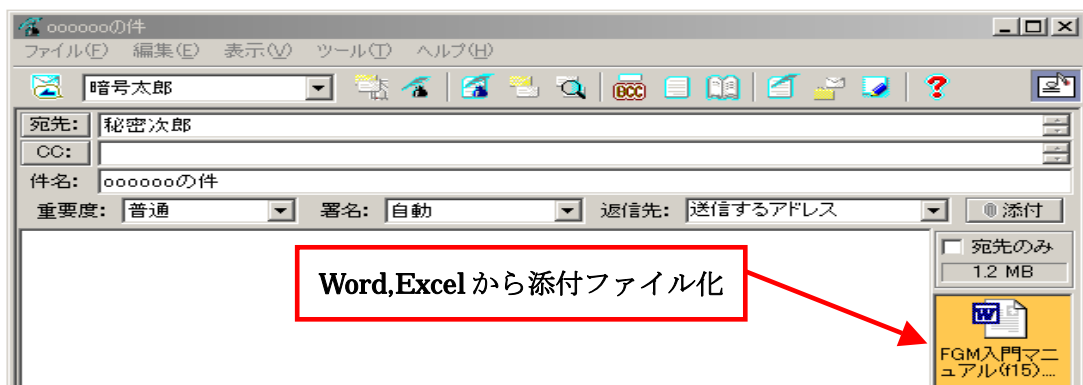 ooooooの件
ファイル(F) 編集(E) 表示(V) ツール(T) ヘルプ(H)
暗号太郎 BCC ?
宛先: 秘密次郎
CC:
件名: ooooooの件
重要度: 普通 署名: 自動 返信先: 送信するアドレス 添付
宛先のみ
1.2 MB
Word,Excelから添付ファイル化
W
FGM入門マニ
ュアル(f15)....